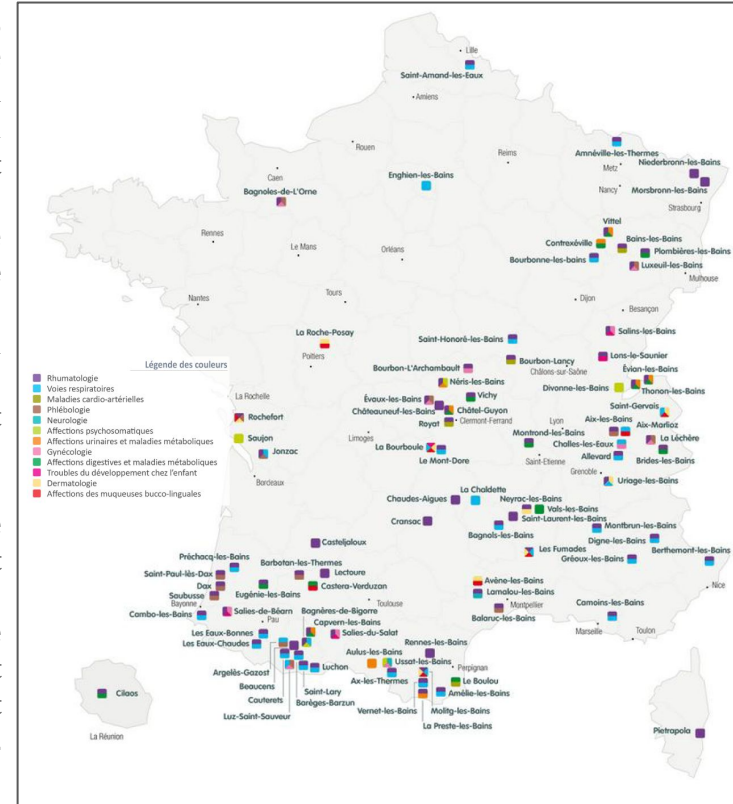 Lille
Saint-Amand-les-Eaux
Amiens
Rouen
Reims
Amnéville-les-Thermes
Niederbronn-les-Bains
Metz
Caen
Enghien-les-Bains
Bagnoles-de-L'Orne
Nancy
Morsbronn-les-Bains
Strasbourg
Vittel
Rennes
Contrexéville
Bains-les-Bains
Le Mans
Orléans
Plombières-les-Bains
Bourbonne-les-bains
Luxeuil-les-Bains
Mulhouse
Tours
Dijon
Nantes
Besançon
La Roche-Posay
Saint-Honoré-les-Bains
Salins-les-Bains
Poitiers
Bourbon-Lancy
Lons-le-Saunier
Légende des couleurs
Bourbon-L'Archambault
Châlons-sur-Saône
Évian-les-Bains
Rhumatologie
Voies respiratoires
Maladies cardio-artérielles
Phlébologie
Neurologie
Affections psychosomatiques
Affections urinaires et maladies métaboliques
Gynécologie
Affections digestives et maladies métaboliques
Troubles du développement chez l'enfant
Dermatologie
Affections des muqueuses bucco-linguales
Néris-les-Bains
Divonne-les-Bains
Thonon-les-Bains
La Rochelle
Évaux-les-Bains
Vichy
Saint-Gervais
Châteauneuf-les-Bains
Châtel-Guyon
Aix-les-Bains
Rochefort
Royat
Clermont-Ferrand
Lyon
Aix-Marlioz
Limoges
Montrond-les-Bains
La Léchère
Saujon
La Bourboule
Challes-les-Eaux
Jonzac
Le Mont-Dore
Saint-Etienne
Allevard
Brides-les-Bains
Grenoble
Bordeaux
La Chaldette
Uriage-les-Bains
Chaudes-Aigues
Neyrac-les-Bains
Vals-les-Bains
Cransac
Saint-Laurent-les-Bains
Bagnols-les-Bains
Montbrun-les-Bains
Casteljaloux
Digne-les-Bains
Les Fumades
Berthemont-les-Bains
Préchacq-les-Bains
Gréoux-les-Bains
Barbotan-les-Thermes
Saint-Paul-lès-Dax
Lectoure
Avène-les-Bains
Dax
Castera-Verduzan
Lamalou-les-Bains
Nice
Saubusse
Eugénie-les-Bains
Montpellier
Bayonne
Toulouse
Balaruc-les-Bains
Camoins-les-Bains
Cambo-les-Bains
Salies-de-Béarn
Bagnères-de-Bigorre
Marseille
Toulon
Pau
Capvern-les-Bains
Les Eaux-Bonnes
Salies-du-Salat
Les Eaux-Chaudes
Rennes-les-Bains
Aulus-les-Bains
Ussat-les-Bains
Perpignan
Argelès-Gazost
Luchon
Ax-les-Thermes
Le Boulou
Beaucens
Saint-Lary
Cauterets
Barèges-Barzun
Vernet-les-Bains
Amélie-les-Bains
Luz-Saint-Sauveur
Molitg-les-Bains
La Preste-les-Bains
Cilaos
La Réunion
Pietrapola